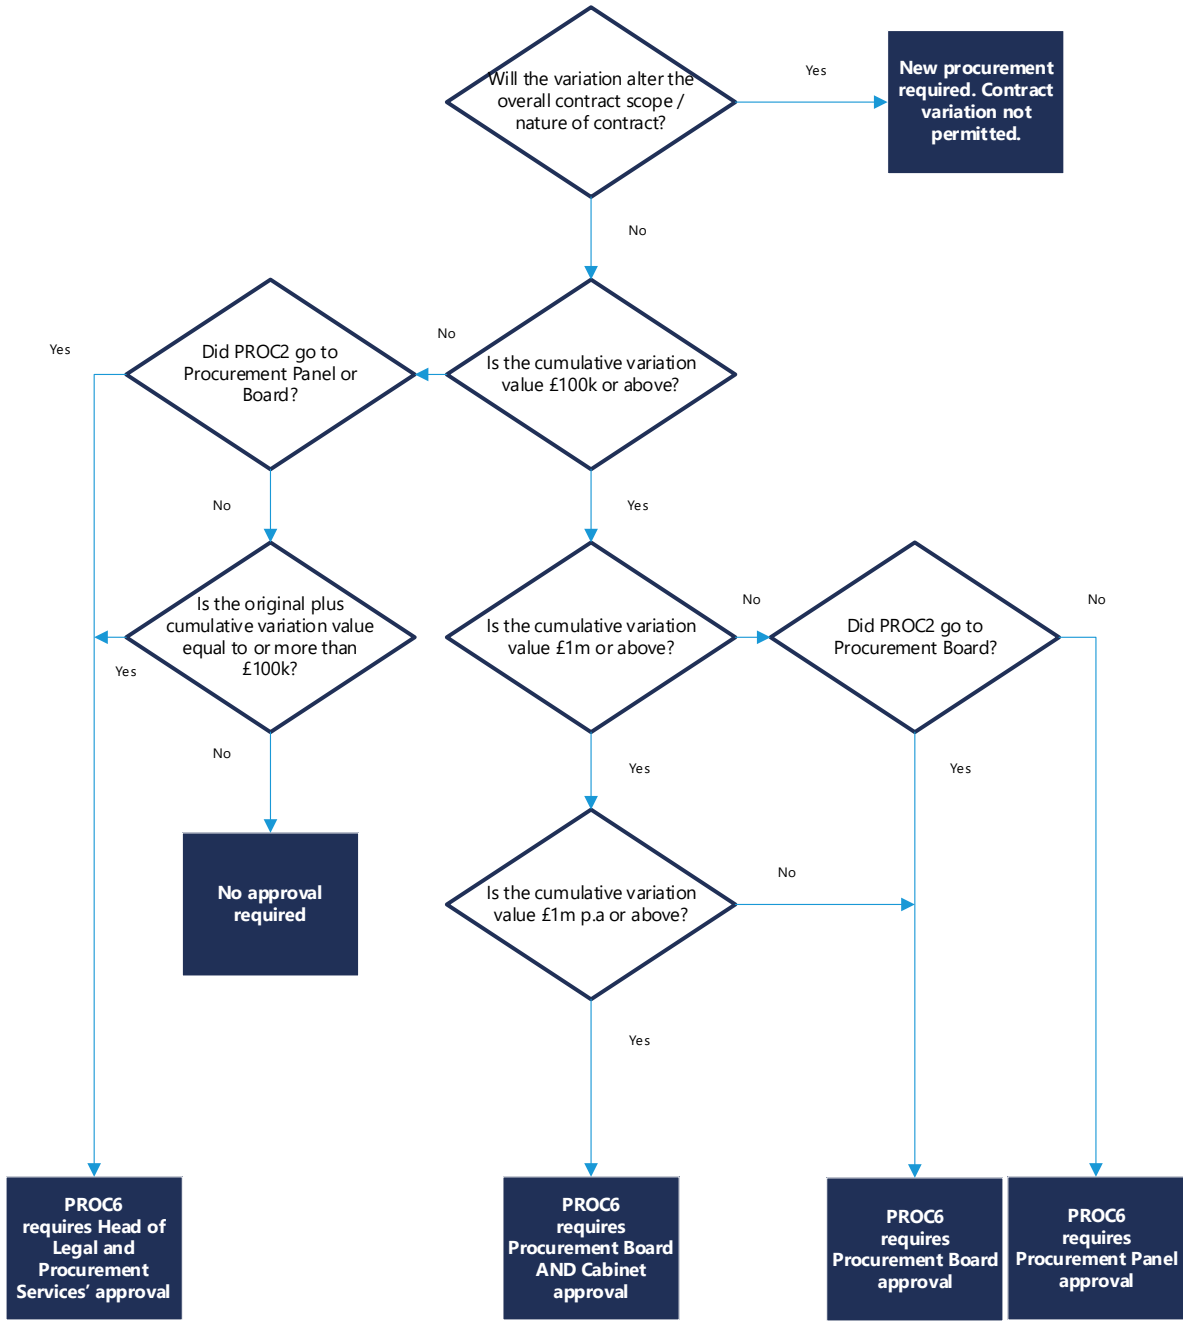 Will the variation alter the
overall contract scope /
nature of contract?
Yes
New procurement
required. Contract
variation not
permitted.
No
Did PROC2 go to
Procurement Panel or
Board?
No
Is the cumulative variation
value £100k or above?
Yes
No
Yes
Is the original plus
cumulative variation value
equal to or more than
£100k?
Yes
Is the cumulative variation
value £1m or above?
No
Did PROC2 go to
Procurement Board?
No
No
Yes
Yes
No approval
required
Is the cumulative variation
value £1m p.a or above?
No
Yes
PROC6
requires Head of
Legal and
Procurement
Services’ approval
PROC6
requires
Procurement Board
AND Cabinet
approval
PROC6
requires
Procurement Board
approval
PROC6
requires
Procurement Panel
approval